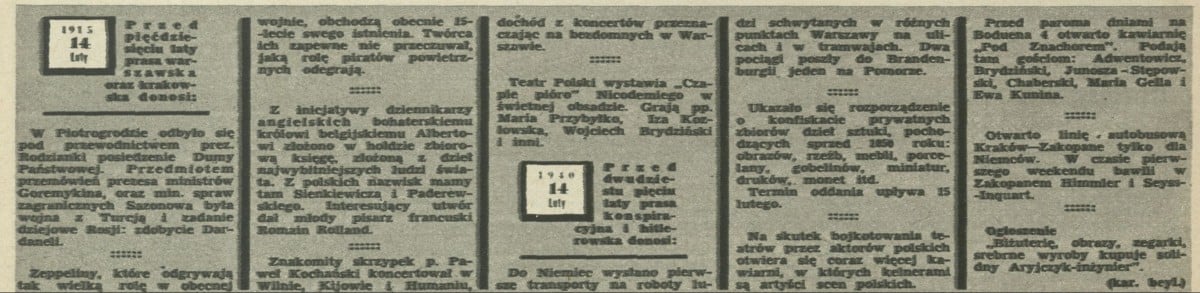 1915
14
Luty
Przed
pięćdzie-
sięciu laty
prasa war-
szawska
oraz krakow-
ska donosi:
W Piotrogrodzie odbyło się
pod przewodnictwem prez.
Rodzianki posiedzenie Dumy
Państwowej. Przedmiotem
przemówień prezesa ministrów
Goremykina, oraz min. spraw
zagranicznych Sazonowa była
wojna z Turcją i zadanie
dziejowe Rosji: zdobycie Dar-
daneli.
Zeppeliny, które odgrywają
tak wielką rolę w obecnej
wojnie, obchodzą obecnie 15-
-lecie swego istnienia. Twórca
ich zapewne nie przeczuwał,
jaką rolę piratów powietrz-
nych odegrają.
Z inicjatywy dziennikarzy
angielskich bohaterskiemu
królowi belgijskiemu Alberto-
wi złożono w hołdzie zbioro-
wą księgę, złożoną z dzieł
najwybitniejszych ludzi świa-
ta. Z polskich nazwisk mamy
tam Sienkiewicza i Paderew-
skiego. Interesujący utwór
dał młody pisarz francuski
Romain Rolland.
Znakomity skrzypek p. Pa-
weł Kochański koncertował w
Wilnie, Kijowie i Humaniu,
dochód z koncertów przezna-
czając na bezdomnych w War-
szawie.
Teatr Polski wystawia „Cza-
ple pióro" Nicodemiego w
świetnej obsadzie. Grają pp.
Maria Przybyłko, Iza Koz-
łowska, Wojciech Brydziński
i inni.
1940
14
Luty
Przed
dwudzie-
stu pięciu
laty prasa
konspira-
cyjna i hitle-
rowska donosi:
Do Niemiec wysłano pierw-
sze transporty na roboty lu-
dzi schwytanych w różnych
punktach Warszawy na uli-
cach i w tramwajach. Dwa
pociągi poszły do Branden-
burgii jeden na Pomorze.
Ukazało się rozporządzenie
o konfiskacie prywatnych
zbiorów dzieł sztuki, pocho-
dzących sprzed 1850 roku:
obrazów, rzeźb, mebli, porce-
lany, gobelinów, miniatur,
druków, monet itd.
Termin oddania upływa 15
lutego.
Na skutek bojkotowania te-
atrów przez aktorów polskich
otwiera się coraz więcej ka-
wiarni, w których kelnerami
są artyści scen polskich.
Przed paroma dniami na
Boduena 4 otwarto kawiarnię
„Pod Znachorem". Podają
tam gościom: Adwentowicz,
Brydziński, Junosza-Stępow-
ski, Chaberski, Maria Gella i
Ewa Kunina.
Otwarto linię autobusową
Kraków—Zakopane tylko dla
Niemców. W czasie pierw-
szego weekendu bawili w
Zakopanem Himmler i Seyss-
-Inquart.
Ogłoszenie
„Biżuterię, obrazy, zegarki,
srebrne wyroby kupuje soli-
dny Aryjczyk-inżynier".
(kar. beyl.)